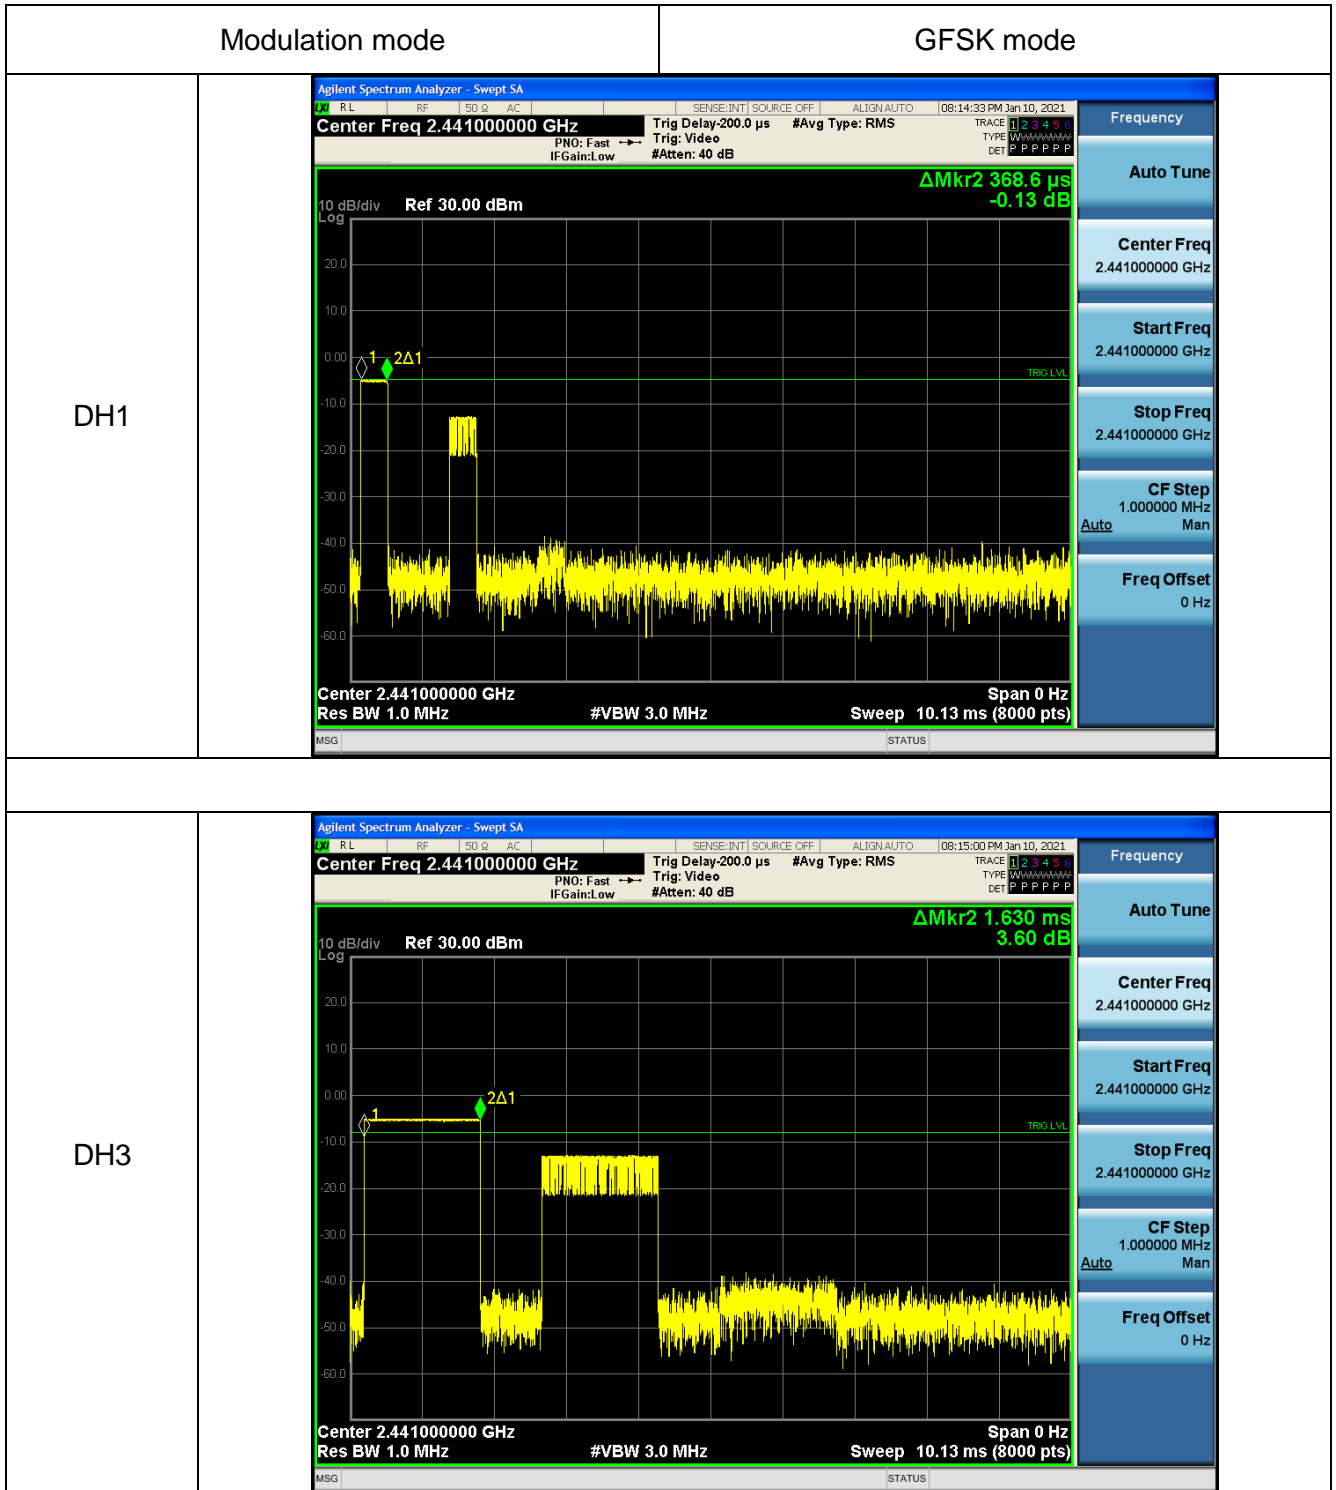 Modulation mode GFSK mode
DH1
Agilent Spectrum Analyzer - Swept SA
LXI RL RF 50 Ω AC SENSE:INT SOURCE OFF ALIGN AUTO 08:14:33 PM Jan 10, 2021
Center Freq 2.441000000 GHz Trig Delay-200.0 µs #Avg Type: RMS TRACE 1 2 3 4 5 6
PNO: Fast Trig: Video TYPE WWWWWW
IFGain:Low #Atten: 40 dB DET P P P P P P
ΔMkr2 368.6 µs
-0.13 dB
10 dB/div Ref 30.00 dBm
Log
20.0
10.0
0.00
1 2Δ1
TRIG LVL
-10.0
-20.0
-30.0
-40.0
-50.0
-60.0
Center 2.441000000 GHz Span 0 Hz
Res BW 1.0 MHz #VBW 3.0 MHz Sweep 10.13 ms (8000 pts)
MSG STATUS
Frequency
Auto Tune
Center Freq
2.441000000 GHz
Start Freq
2.441000000 GHz
Stop Freq
2.441000000 GHz
CF Step
1.000000 MHz
Auto Man
Freq Offset
0 Hz
DH3
Agilent Spectrum Analyzer - Swept SA
LXI RL RF 50 Ω AC SENSE:INT SOURCE OFF ALIGN AUTO 08:15:00 PM Jan 10, 2021
Center Freq 2.441000000 GHz Trig Delay-200.0 µs #Avg Type: RMS TRACE 1 2 3 4 5 6
PNO: Fast Trig: Video TYPE WWWWWW
IFGain:Low #Atten: 40 dB DET P P P P P P
ΔMkr2 1.630 ms
3.60 dB
10 dB/div Ref 30.00 dBm
Log
20.0
10.0
0.00
1 2Δ1
TRIG LVL
-10.0
-20.0
-30.0
-40.0
-50.0
-60.0
Center 2.441000000 GHz Span 0 Hz
Res BW 1.0 MHz #VBW 3.0 MHz Sweep 10.13 ms (8000 pts)
MSG STATUS
Frequency
Auto Tune
Center Freq
2.441000000 GHz
Start Freq
2.441000000 GHz
Stop Freq
2.441000000 GHz
CF Step
1.000000 MHz
Auto Man
Freq Offset
0 Hz